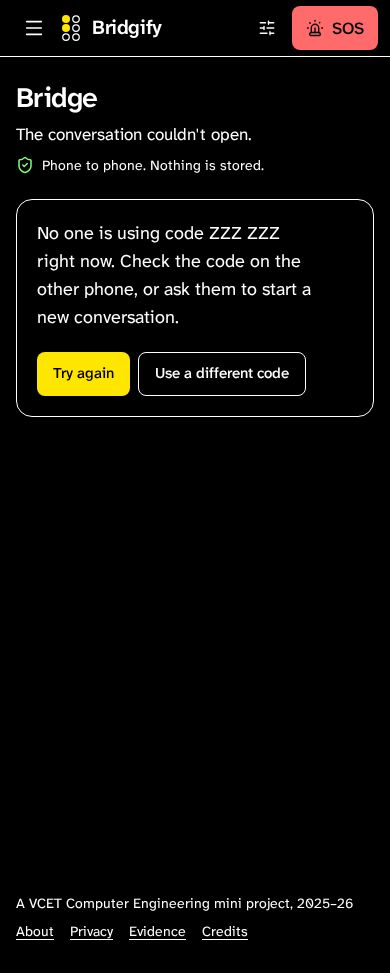 Bridgify
SOS
Bridge
The conversation couldn't open.
Phone to phone. Nothing is stored.
No one is using code ZZZ ZZZ
right now. Check the code on the
other phone, or ask them to start a
new conversation.
Try again
Use a different code
A VCET Computer Engineering mini project, 2025–26
About
Privacy
Evidence
Credits